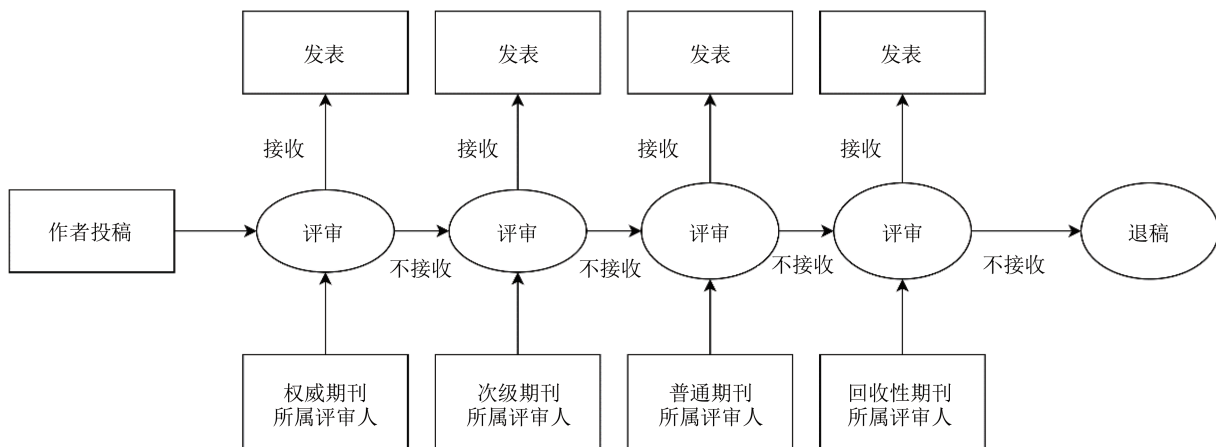 发表
发表
发表
发表
接收
接收
接收
接收
作者投稿
评审
评审
评审
评审
退稿
不接收
不接收
不接收
不接收
权威期刊
所属评审人
次级期刊
所属评审人
普通期刊
所属评审人
回收性期刊
所属评审人